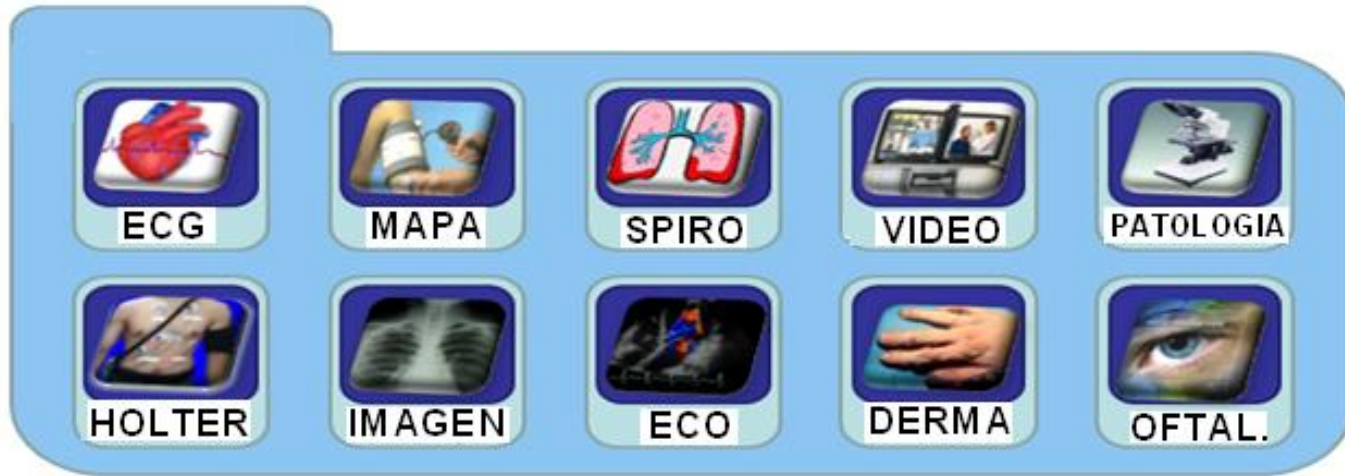 ECG
MAPA
SPIRO
VIDEO
PATOLOGIA
HOLTER
IMAGEN
ECO
DERMA
OFTAL.